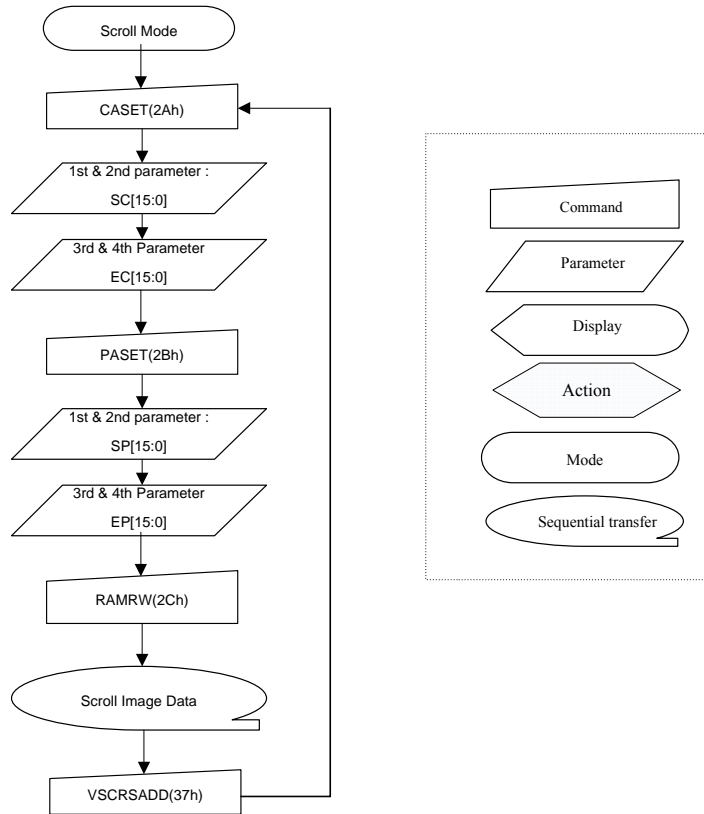 Scroll Mode
CASET(2Ah)
1st & 2nd parameter :
SC[15:0]
3rd & 4th Parameter
EC[15:0]
PASET(2Bh)
1st & 2nd parameter :
SP[15:0]
3rd & 4th Parameter
EP[15:0]
RAMRW(2Ch)
Scroll Image Data
VSCRSADD(37h)
Command
Parameter
Display
Action
Mode
Sequential transfer